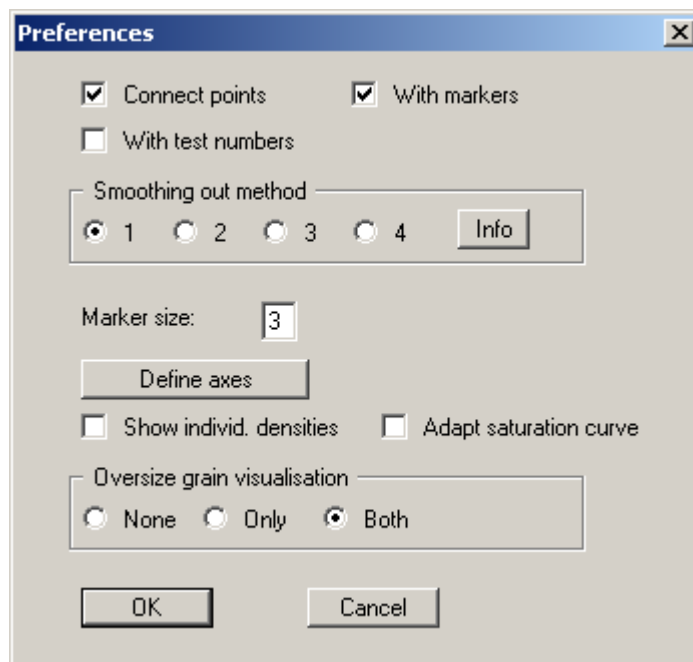 Preferences
Connect points With markers
With test numbers
Smoothing out method
1 2 3 4 Info
Marker size: 3
Define axes
Show individ. densities Adapt saturation curve
Oversize grain visualisation
None Only Both
OK Cancel